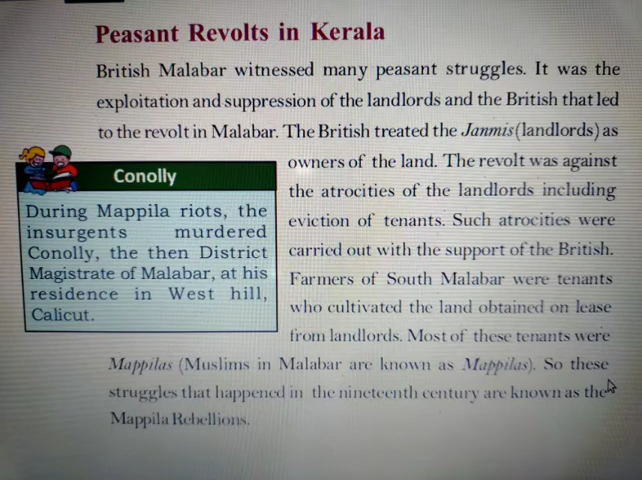 Peasant Revolts in Kerala
British Malabar witnessed many peasant struggles. It was the
exploitation and suppression of the landlords and the British that led
to the revolt in Malabar. The British treated the Janmis (landlords) as
owners of the land. The revolt was against
the atrocities of the landlords including
eviction of tenants. Such atrocities were
carried out with the support of the British.
Farmers of South Malabar were tenants
who cultivated the land obtained on lease
from landlords. Most of these tenants were
Mappilas (Muslims in Malabar are known as Mappilas). So these
struggles that happened in the nineteenth century are known as the
Mappila Rebellions.
Conolly
During Mappila riots, the
insurgents murdered
Conolly, the then District
Magistrate of Malabar, at his
residence in West hill,
Calicut.